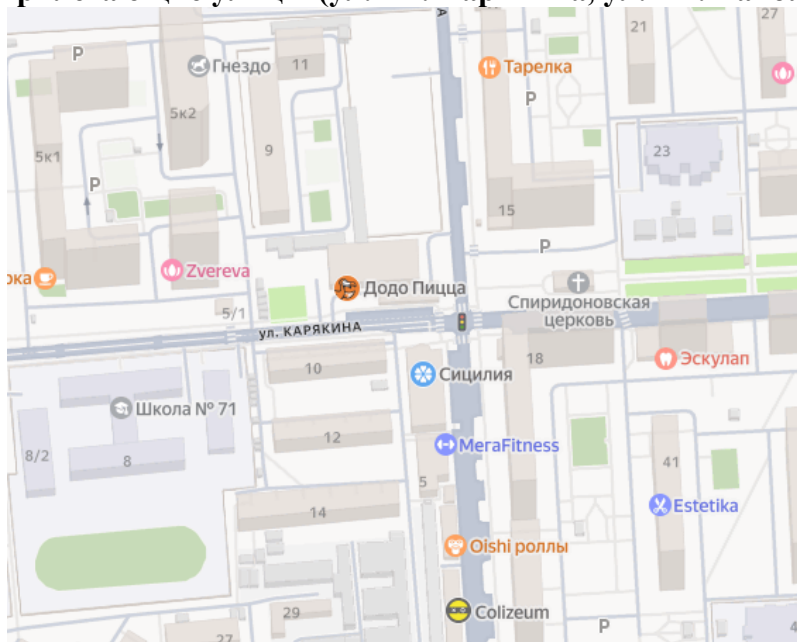 А
P
Гнездо
11
Тарелка
21
27
5к2
P
5к1
9
23
P
15
P
Zvereva
Додо Пицца
Спиридоновская
церковь
5/1
ул. КАРЯКИНА
10
Сицилия
18
Эскулап
Школа № 71
12
MeraFitness
8/2
8
41
5
14
Estetika
Oishi роллы
29
Colizeum
P
27
4